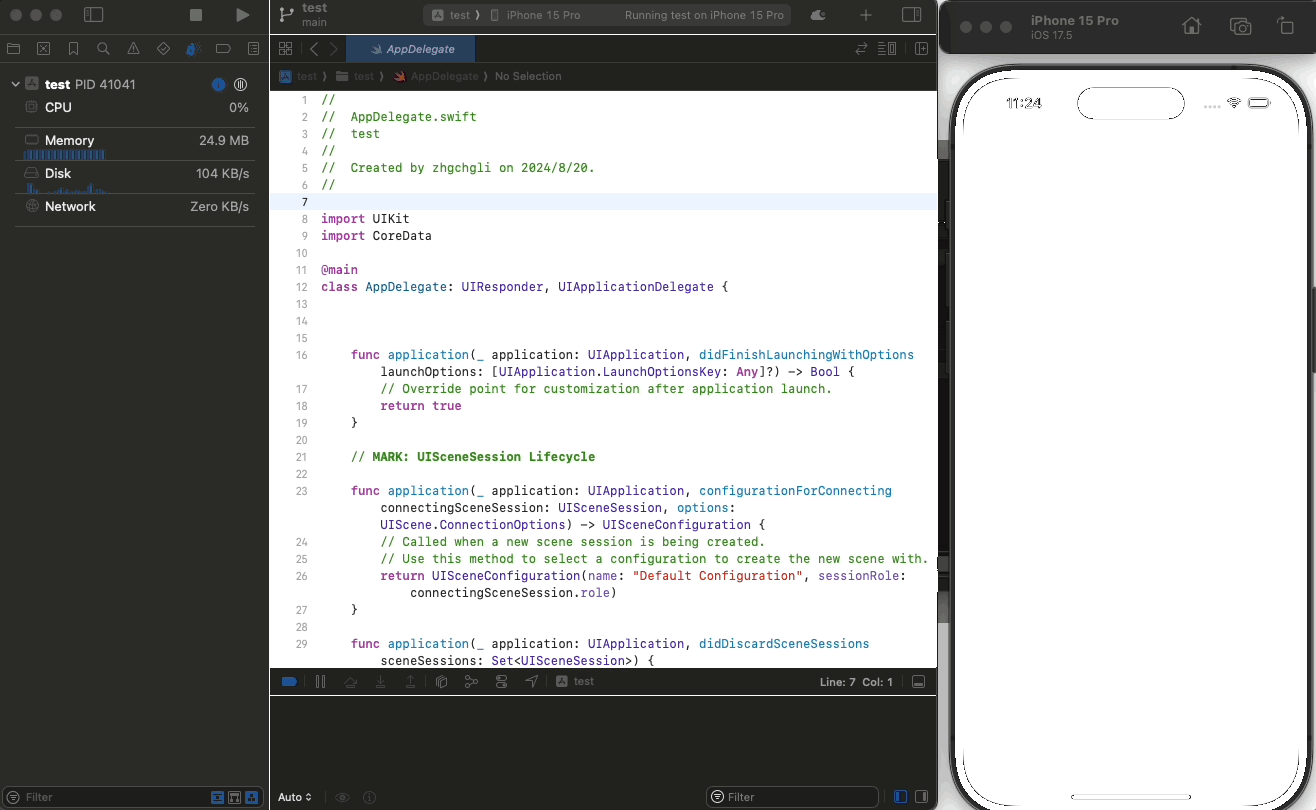 test
main
test
iPhone 15 Pro
Running test on iPhone 15 Pro
iPhone 15 Pro
iOS 17.5
AppDelegate
test PID 41041
CPU 0%
Memory 24.9 MB
Disk 104 KB/s
Network Zero KB/s
test
test
AppDelegate
No Selection
1 //
2 //  AppDelegate.swift
3 //  test
4 //
5 //  Created by zhgchgli on 2024/8/20.
6 //
7
8 import UIKit
9 import CoreData
10
11 @main
12 class AppDelegate: UIResponder, UIApplicationDelegate {
13
14
15
16     func application(_ application: UIApplication, didFinishLaunchingWithOptions
launchOptions: [UIApplication.LaunchOptionsKey: Any]?) -> Bool {
17         // Override point for customization after application launch.
18         return true
19     }
20
21     // MARK: UISceneSession Lifecycle
22
23     func application(_ application: UIApplication, configurationForConnecting
connectingSceneSession: UISceneSession, options:
UIScene.ConnectionOptions) -> UISceneConfiguration {
24         // Called when a new scene session is being created.
25         // Use this method to select a configuration to create the new scene with.
26         return UISceneConfiguration(name: "Default Configuration", sessionRole:
connectingSceneSession.role)
27     }
28
29     func application(_ application: UIApplication, didDiscardSceneSessions
sceneSessions: Set<UISceneSession>) {
test
Line: 7 Col: 1
Filter
Auto
Filter
11:24